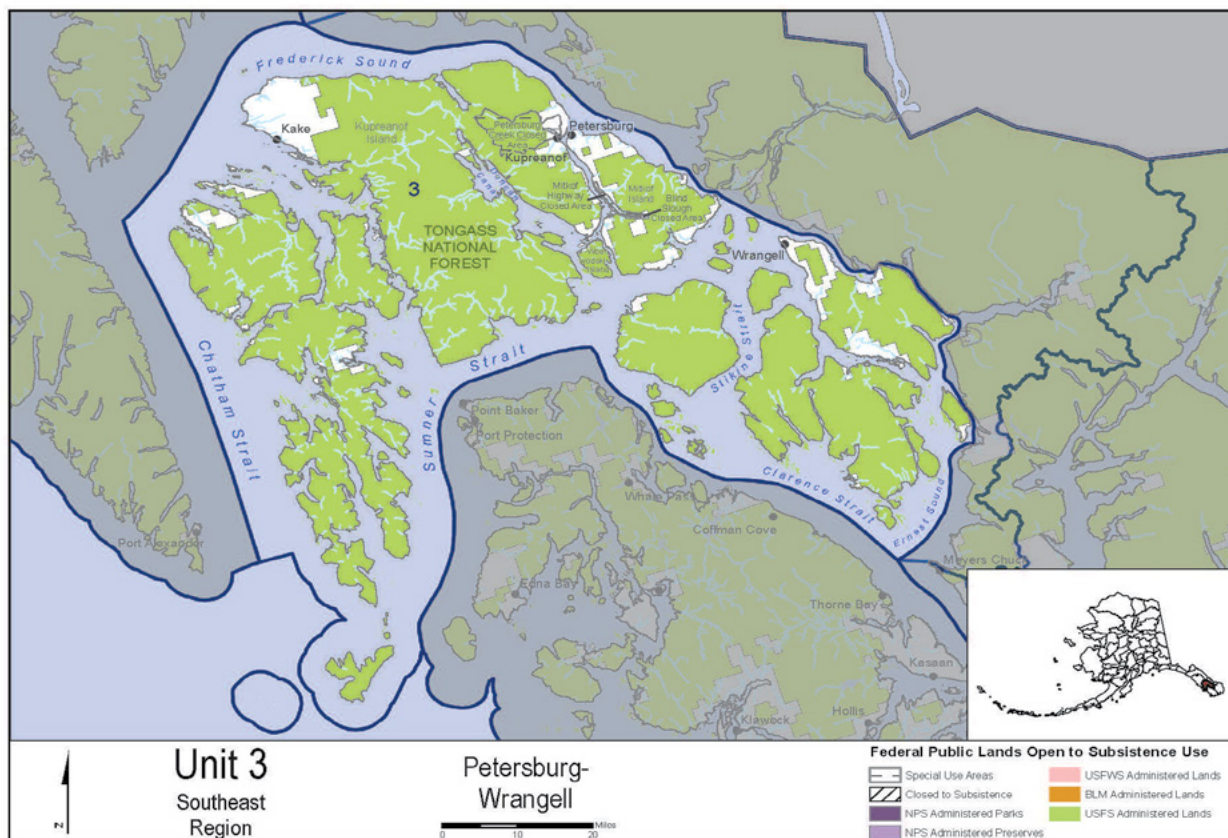 Frederick Sound
Kake
Kupreanof
Island
Petersburg
Creek Closed
Area
Petersburg
Kupreanof
Duncan
Canal
3
Mitkof
Highway
Closed Area
Mitkof
Island
Blind
Slough
Closed Area
TONGASS
NATIONAL
FOREST
Woewodski
Island
Wrangell
Chatham Strait
Sumner
Strait
Stikine Strait
Point Baker
Port Protection
Whale Pass
Clarence Strait
Ernest Sound
Coffman Cove
Port Alexander
Edna Bay
Meyers Chuck
Thorne Bay
Kasaan
Hollis
Klawock
N
Unit 3
Southeast
Region
Petersburg-
Wrangell
Miles
0 10 20
Federal Public Lands Open to Subsistence Use
Special Use Areas
Closed to Subsistence
NPS Administered Parks
NPS Administered Preserves
USFWS Administered Lands
BLM Administered Lands
USFS Administered Lands